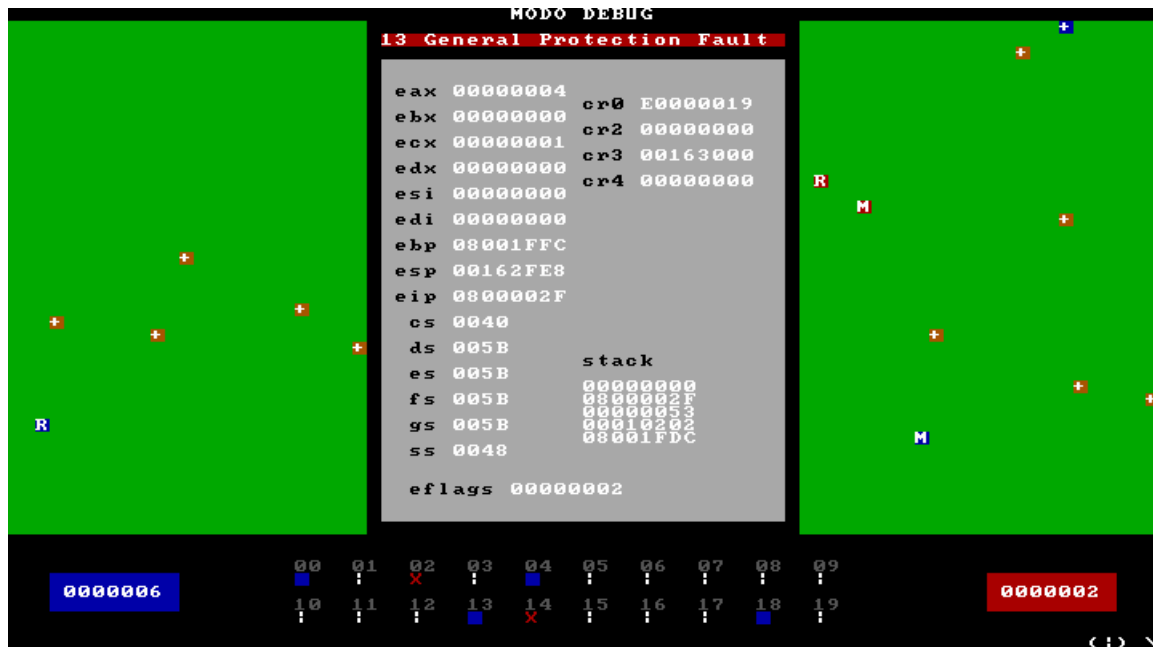 MODO DEBUG
13 General Protection Fault
eax 00000004
ebx 00000000
ecx 00000001
edx 00000000
esi 00000000
edi 00000000
ebp 08001FFC
esp 00162FE8
eip 0800002F
cs 0040
ds 005B
es 005B
fs 005B
gs 005B
ss 0048
eflags 00000002
cr0 E0000019
cr2 00000000
cr3 00163000
cr4 00000000
stack
00000000
0800002F
00000053
00010202
08001FDC
R
R
M
M
0000006
00 01 02 03 04 05 06 07 08 09
10 11 12 13 14 15 16 17 18 19
0000002